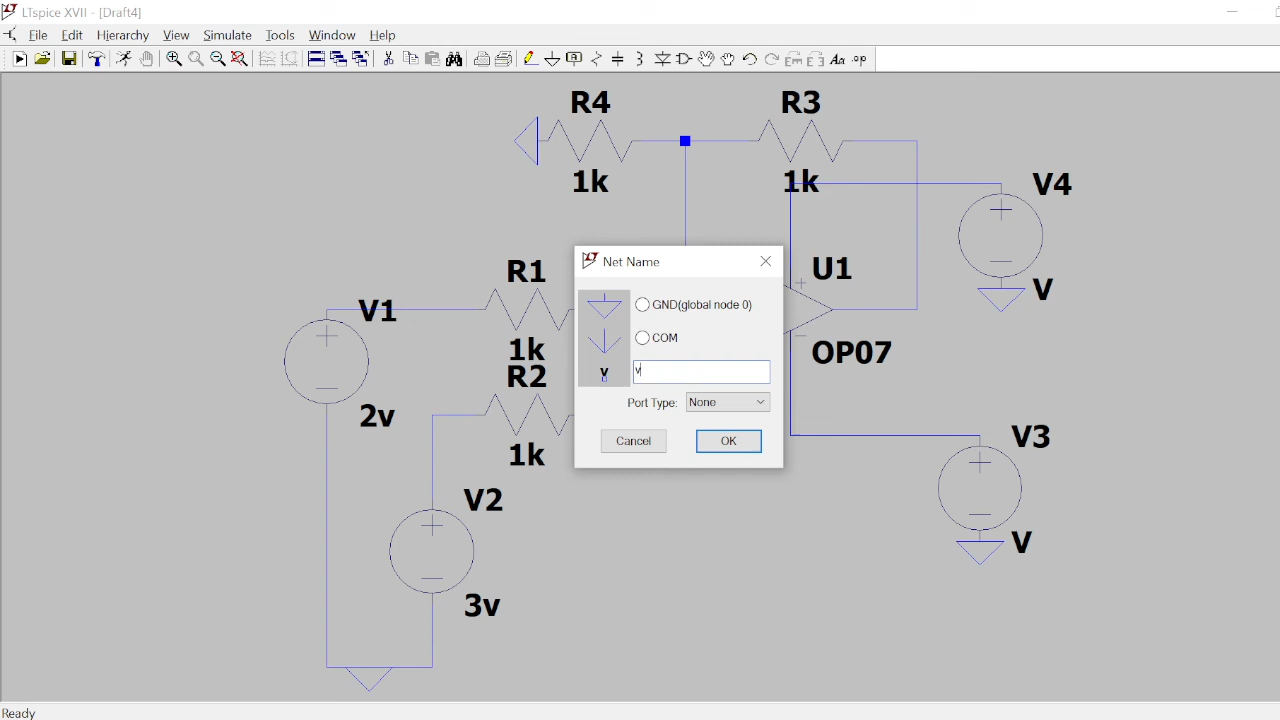 LTspice XVII - [Draft4]
File Edit Hierarchy View Simulate Tools Window Help
R4
1k
R3
1k
V4
V
R1
1k
V1
2v
R2
1k
V2
3v
U1
OP07
V3
V
Net Name
GND(global node 0)
COM
v
v
Port Type: None
Cancel OK
Ready